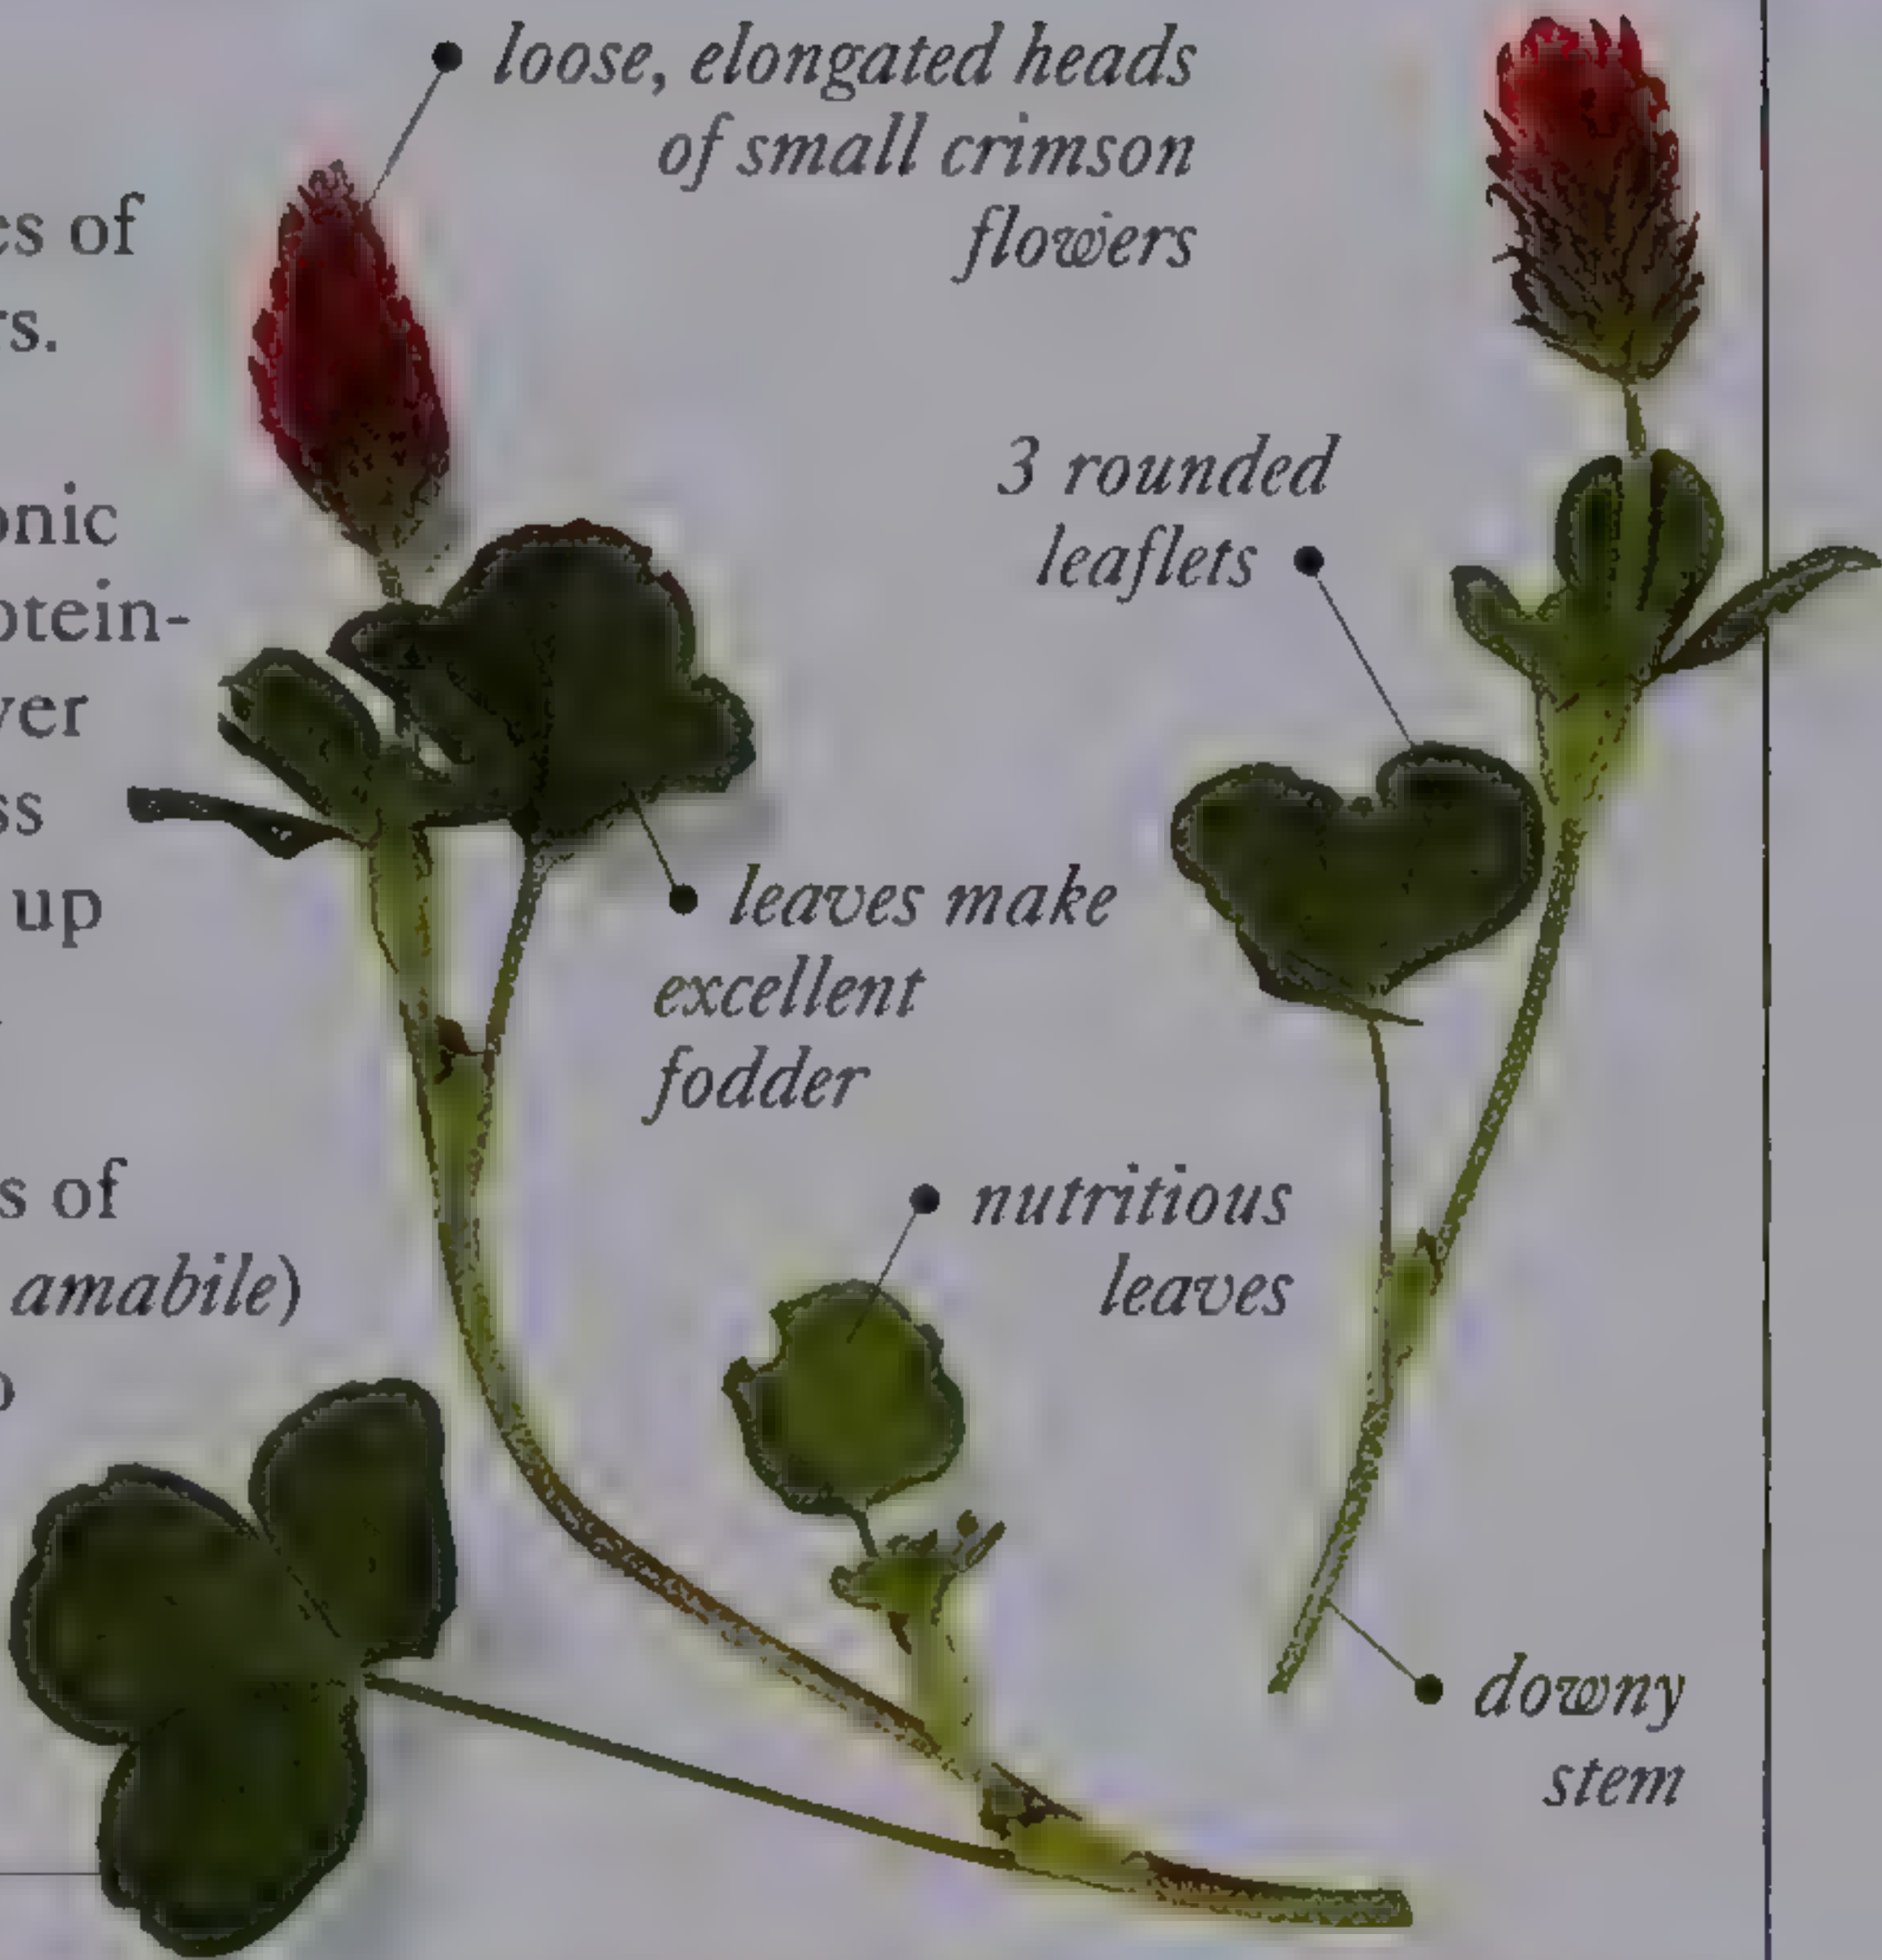 loose, elongated heads
of small crimson
flowers
es of
rs.
3 rounded
leaflets
onic
otein-
ver
ss
up
leaves make
excellent
fodder
s of
amabile)
nutritious
leaves
downy
stem